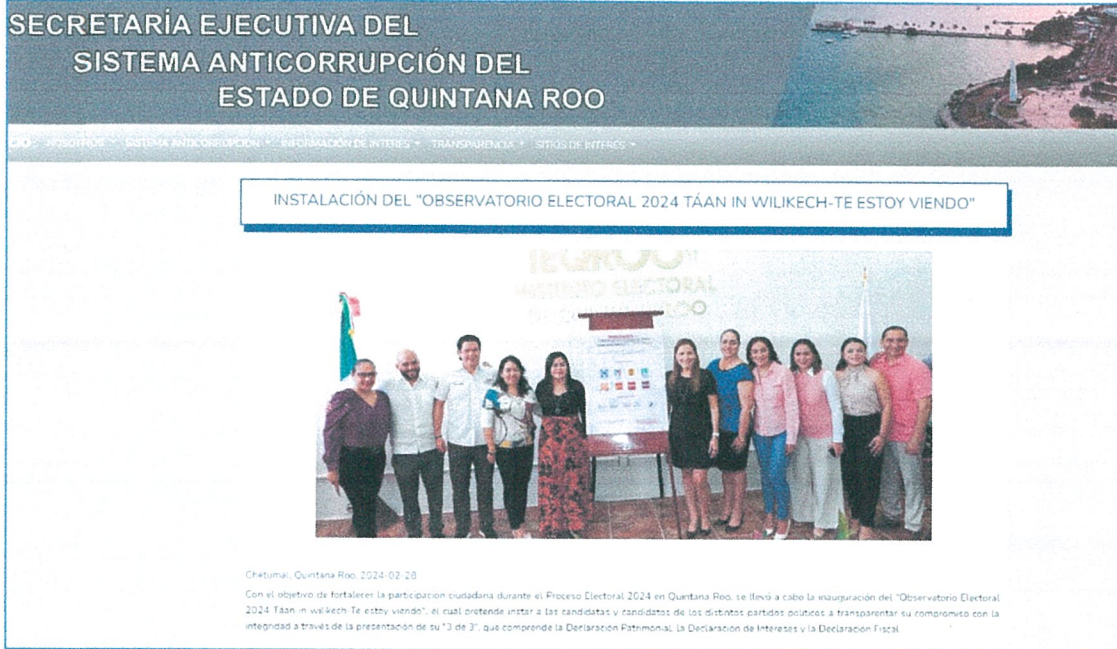 SECRETARÍA EJECUTIVA DEL
SISTEMA ANTICORRUPCIÓN DEL
ESTADO DE QUINTANA ROO
NOSOTROS SISTEMA ANTICORRUPCIÓN INFORMACIÓN DE INTERÉS TRANSPARENCIA SITIOS DE INTERÉS
INSTALACIÓN DEL "OBSERVATORIO ELECTORAL 2024 TÁAN IN WILIKECH-TE ESTOY VIENDO"
IEQROO
INSTITUTO ELECTORAL
Chetumal, Quintana Roo, 2024-02-28
Con el objetivo de fortalecer la participación ciudadana durante el Proceso Electoral 2024 en Quintana Roo, se llevó a cabo la inauguración del "Observatorio Electoral
2024 Táan in wilikech-Te estoy viendo", el cual pretende instar a las candidatas y candidatos de los distintos partidos políticos a transparentar su compromiso con la
integridad a través de la presentación de su "3 de 3", que comprende la Declaración Patrimonial, la Declaración de Intereses y la Declaración Fiscal.